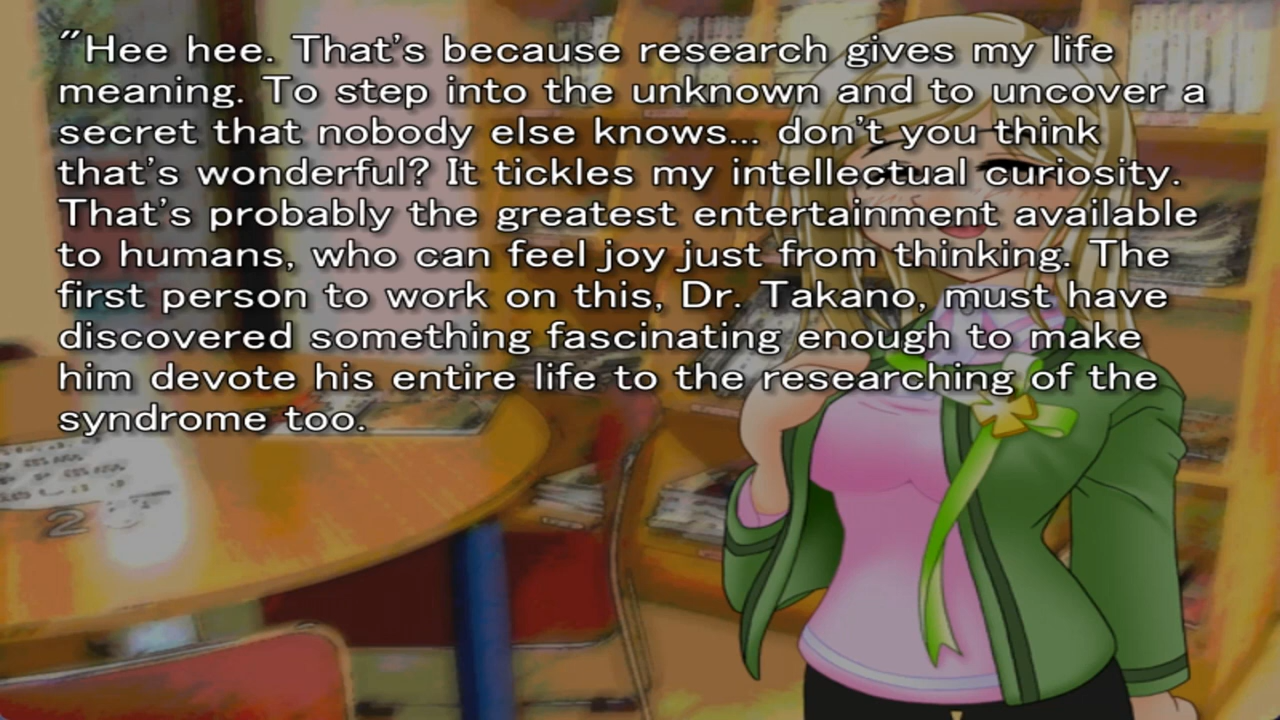 "Hee hee. That's because research gives my life
meaning. To step into the unknown and to uncover a
secret that nobody else knows... don't you think
that's wonderful? It tickles my intellectual curiosity.
That's probably the greatest entertainment available
to humans, who can feel joy just from thinking. The
first person to work on this, Dr. Takano, must have
discovered something fascinating enough to make
him devote his entire life to the researching of the
syndrome too.
2